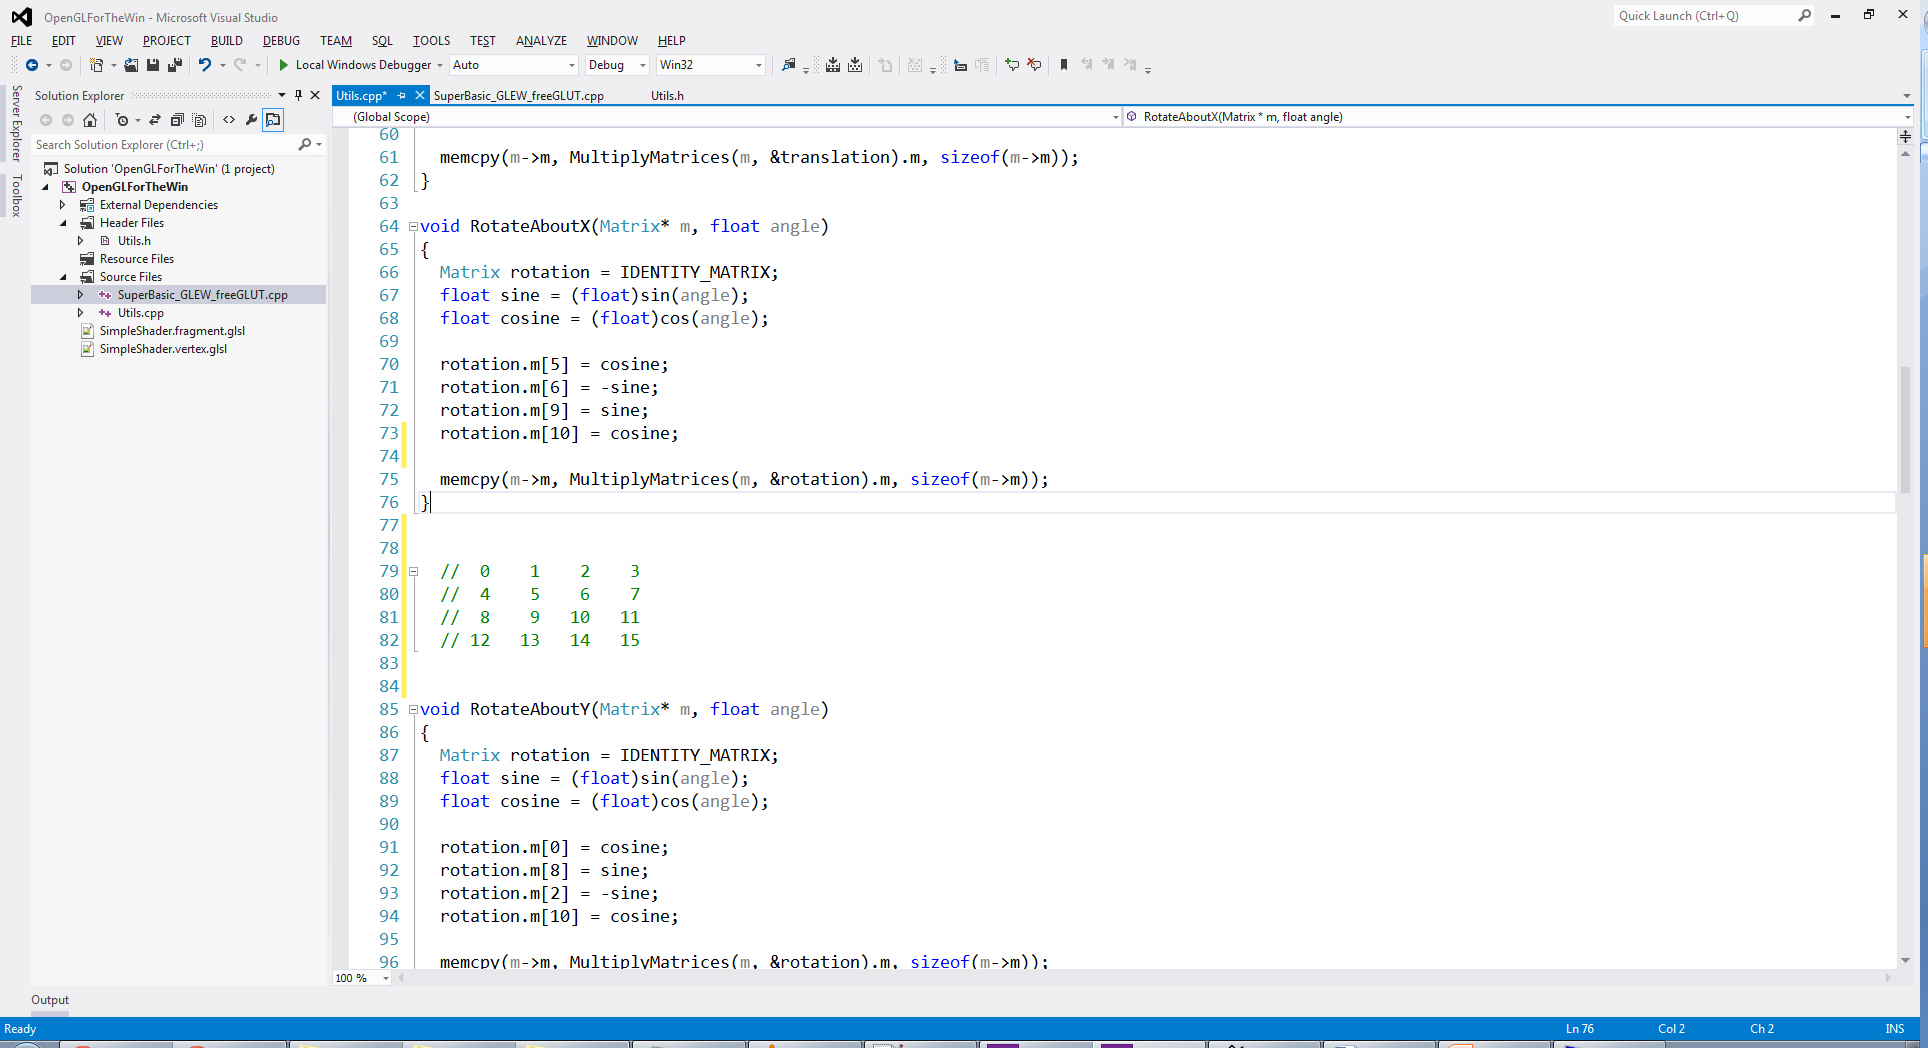 OpenGLForTheWin - Microsoft Visual Studio
Quick Launch (Ctrl+Q)
FILE EDIT VIEW PROJECT BUILD DEBUG TEAM SQL TOOLS TEST ANALYZE WINDOW HELP
Local Windows Debugger Auto Debug Win32
Server Explorer
Toolbox
Solution Explorer
Search Solution Explorer (Ctrl+;)
Solution 'OpenGLForTheWin' (1 project)
OpenGLForTheWin
External Dependencies
Header Files
Utils.h
Resource Files
Source Files
SuperBasic_GLEW_freeGLUT.cpp
Utils.cpp
SimpleShader.fragment.glsl
SimpleShader.vertex.glsl
Utils.cpp* SuperBasic_GLEW_freeGLUT.cpp Utils.h
(Global Scope) RotateAboutX(Matrix * m, float angle)
60
61 memcpy(m->m, MultiplyMatrices(m, &translation).m, sizeof(m->m));
62 }
63
64 void RotateAboutX(Matrix* m, float angle)
65 {
66 Matrix rotation = IDENTITY_MATRIX;
67 float sine = (float)sin(angle);
68 float cosine = (float)cos(angle);
69
70 rotation.m[5] = cosine;
71 rotation.m[6] = -sine;
72 rotation.m[9] = sine;
73 rotation.m[10] = cosine;
74
75 memcpy(m->m, MultiplyMatrices(m, &rotation).m, sizeof(m->m));
76 }
77
78
79 // 0 1 2 3
80 // 4 5 6 7
81 // 8 9 10 11
82 // 12 13 14 15
83
84
85 void RotateAboutY(Matrix* m, float angle)
86 {
87 Matrix rotation = IDENTITY_MATRIX;
88 float sine = (float)sin(angle);
89 float cosine = (float)cos(angle);
90
91 rotation.m[0] = cosine;
92 rotation.m[8] = sine;
93 rotation.m[2] = -sine;
94 rotation.m[10] = cosine;
95
96 memcpy(m->m, MultiplyMatrices(m, &rotation).m, sizeof(m->m));
100 %
Output
Ready Ln 76 Col 2 Ch 2 INS